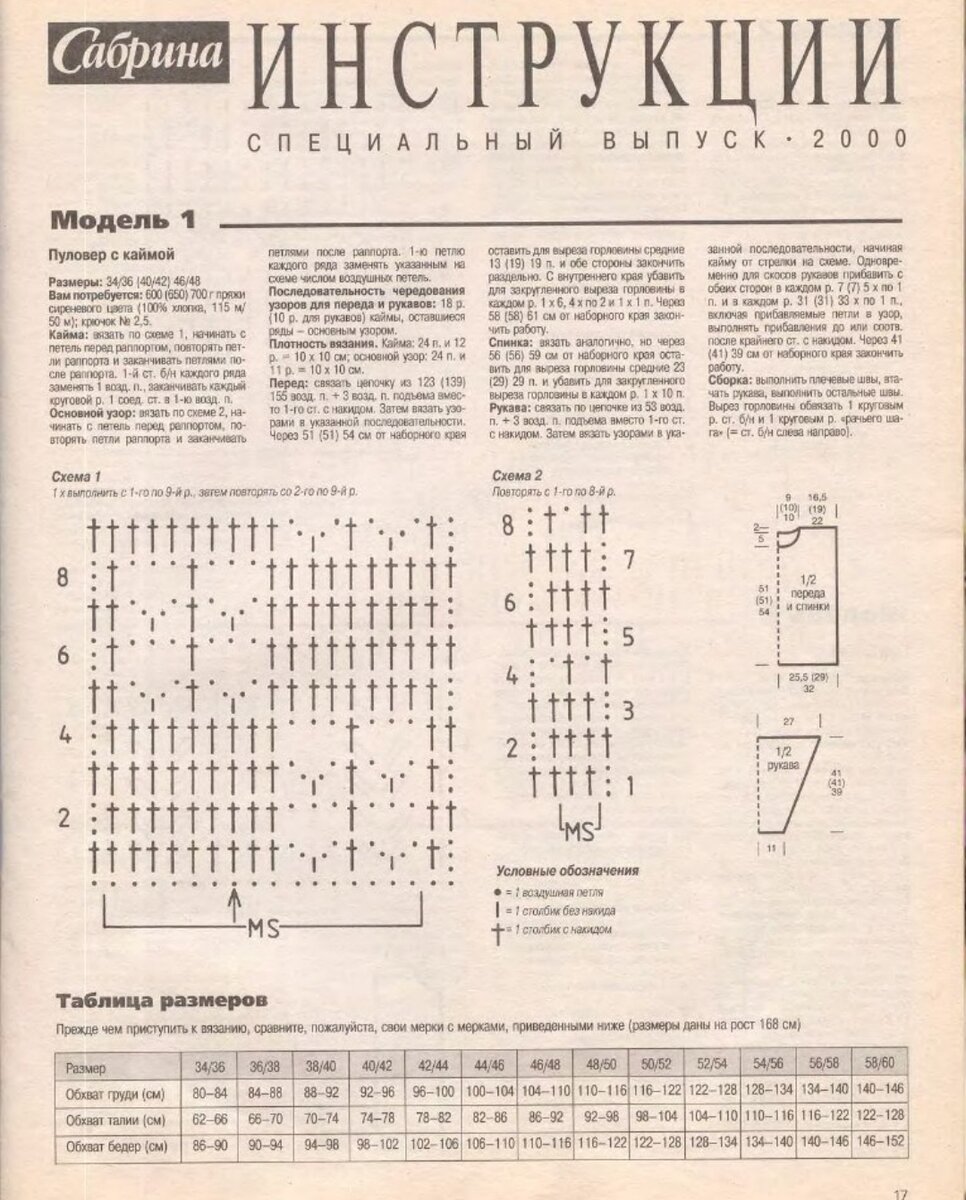 Сабрина
ИНСТРУКЦИИ
СПЕЦИАЛЬНЫЙ ВЫПУСК · 2000
Модель 1
Пуловер с каймой
Размеры: 34/36 (40/42) 46/48
Вам потребуется: 600 (650) 700 г пряжи
сиреневого цвета (100% хлопка, 115 м/
50 м); крючок № 2,5.
Кайма: вязать по схеме 1, начинать с
петель перед раппортом, повторять пет-
ли раппорта и заканчивать петлями по-
сле раппорта. 1-й ст. б/н каждого ряда
заменять 1 возд. п., заканчивать каждый
круговой р. 1 соед. ст. в 1-ю возд. п.
Основной узор: вязать по схеме 2, на-
чинать с петель перед раппортом, по-
вторять петли раппорта и заканчивать
петлями после раппорта. 1-ю петлю
каждого ряда заменять указанным на
схеме числом воздушных петель.
Последовательность чередования
узоров для переда и рукавов: 18 р.
(10 р. для рукавов) каймы, оставшиеся
ряды – основным узором.
Плотность вязания. Кайма: 24 п. и 12
р. = 10 x 10 см; основной узор: 24 п. и
11 р. = 10 x 10 см.
Перед: связать цепочку из 123 (139)
155 возд. п. + 3 возд. п. подъема вмес-
то 1-го ст. с накидом. Затем вязать узо-
рами в указанной последовательности.
Через 51 (51) 54 см от наборного края
оставить для выреза горловины средние
13 (19) 19 п. и обе стороны закончить
раздельно. С внутреннего края убавить
для закругленного выреза горловины в
каждом р. 1 x 6, 4 x по 2 и 1 x 1 п. Через
58 (58) 61 см от наборного края закон-
чить работу.
Спинка: вязать аналогично, но через
56 (56) 59 см от наборного края оста-
вить для выреза горловины средние 23
(29) 29 п. и убавить для закругленного
выреза горловины в каждом р. 1 x 10 п.
Рукава: связать по цепочке из 53 возд.
п. + 3 возд. п. подъема вместо 1-го ст.
с накидом. Затем вязать узорами в ука-
занной последовательности, начиная
кайму от стрелки на схеме. Одновре-
менно для скосов рукавов прибавить с
обеих сторон в каждом р. 7 (7) 5 x по 1
п. и в каждом р. 31 (31) 33 x по 1 п.,
включая прибавляемые петли в узор,
выполнять прибавления до или соотв.
после крайнего ст. с накидом. Через 41
(41) 39 см от наборного края закончить
работу.
Сборка: выполнить плечевые швы, вта-
чать рукава, выполнить остальные швы.
Вырез горловины обвязать 1 круговым
р. ст. б/н и 1 круговым р. «рачьего ша-
га» (= ст. б/н слева направо).
Схема 1
1 x выполнить с 1-го по 9-й р., затем повторять со 2-го по 9-й р.
8
6
4
2
MS
Схема 2
Повторять с 1-го по 8-й р.
8
7
6
5
4
3
2
1
MS
Условные обозначения
= 1 воздушная петля
= 1 столбик без накида
= 1 столбик с накидом
9 16,5
(10) (19)
10 22
2
5
51
(51)
54
1/2
переда
и спинки
25,5 (29)
32
27
1/2
рукава
41
(41)
39
11
Таблица размеров
Прежде чем приступить к вязанию, сравните, пожалуйста, свои мерки с мерками, приведенными ниже (размеры даны на рост 168 см)
Размер 34/36 36/38 38/40 40/42 42/44 44/46 46/48 48/50 50/52 52/54 54/56 56/58 58/60
Обхват груди (см) 80–84 84–88 88–92 92–96 96–100 100–104 104–110 110–116 116–122 122–128 128–134 134–140 140–146
Обхват талии (см) 62–66 66–70 70–74 74–78 78–82 82–86 86–92 92–98 98–104 104–110 110–116 116–122 122–128
Обхват бедер (см) 86–90 90–94 94–98 98–102 102–106 106–110 110–116 116–122 122–128 128–134 134–140 140–146 146–152
17